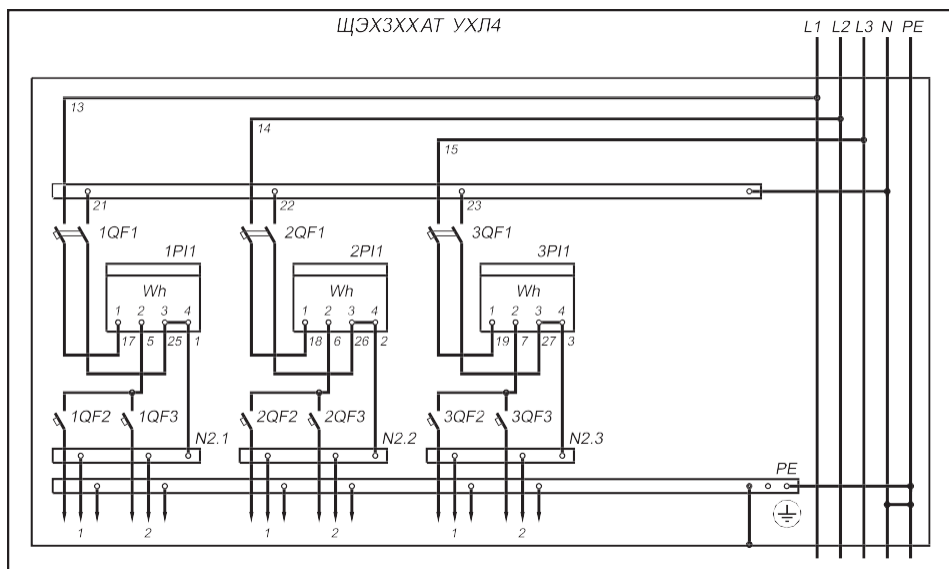 ЩЭХ3ХХАТ УХЛ4
L1 L2 L3 N PE
13
14
15
21 22 23
1QF1 2QF1 3QF1
1PI1 2PI1 3PI1
Wh Wh Wh
1 2 3 4 1 2 3 4 1 2 3 4
17 5 25 1 18 6 26 2 19 7 27 3
1QF2 1QF3 2QF2 2QF3 3QF2 3QF3
N2.1 N2.2 N2.3
PE
1 2 1 2 1 2